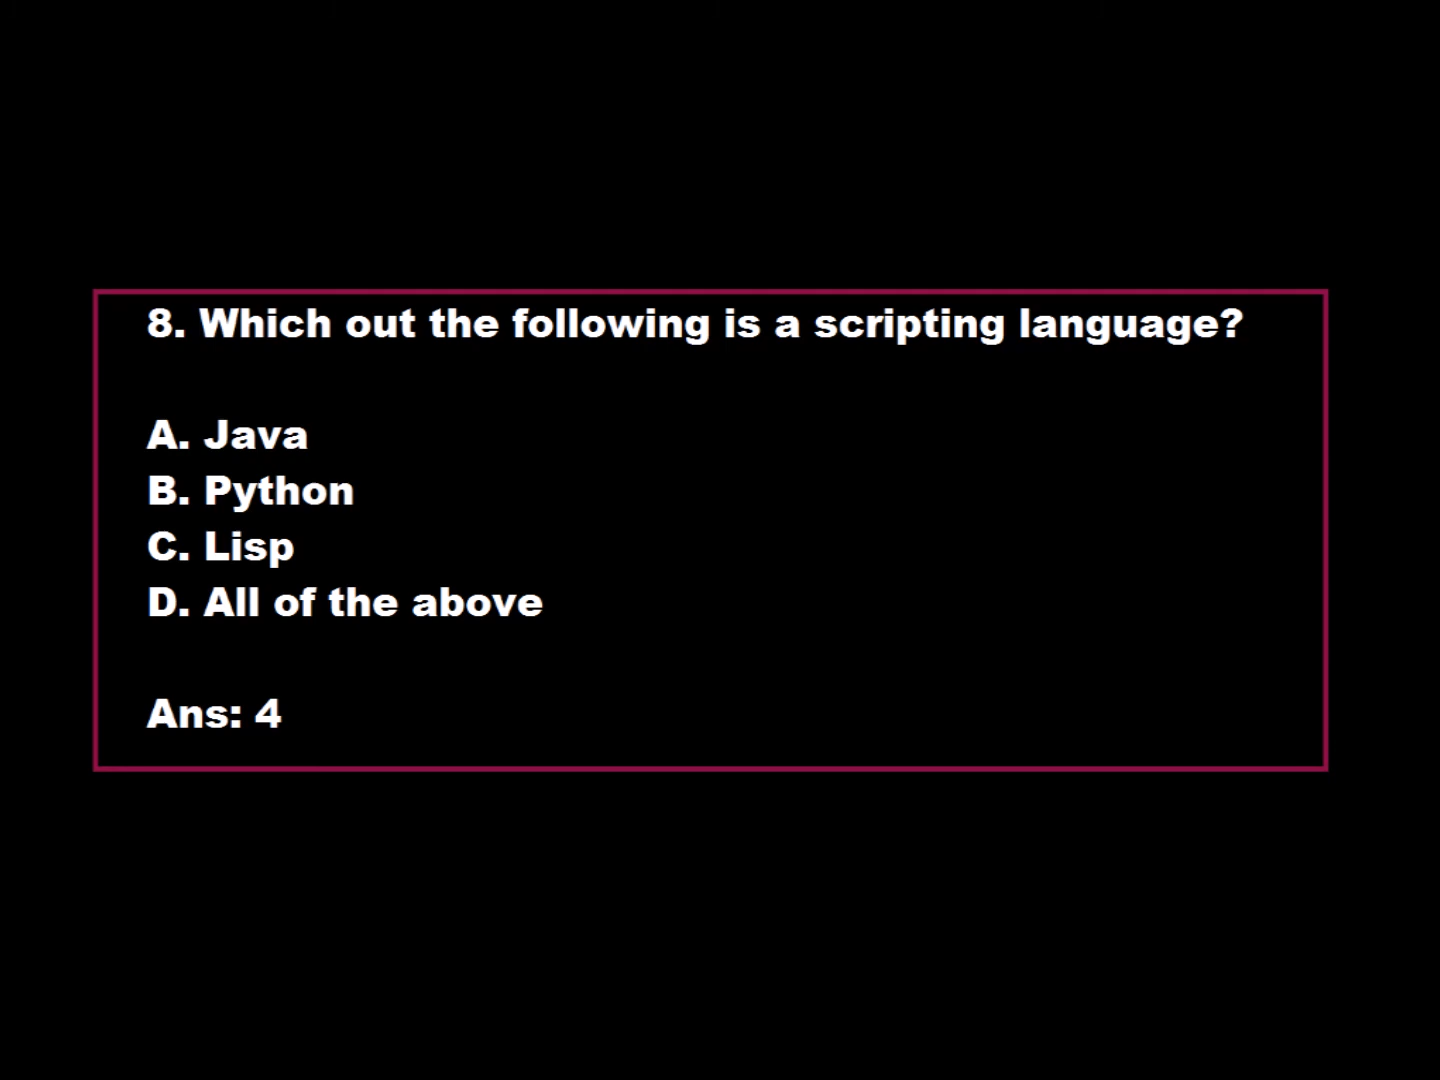 8. Which out the following is a scripting language?
A. Java
B. Python
C. Lisp
D. All of the above
Ans: 4